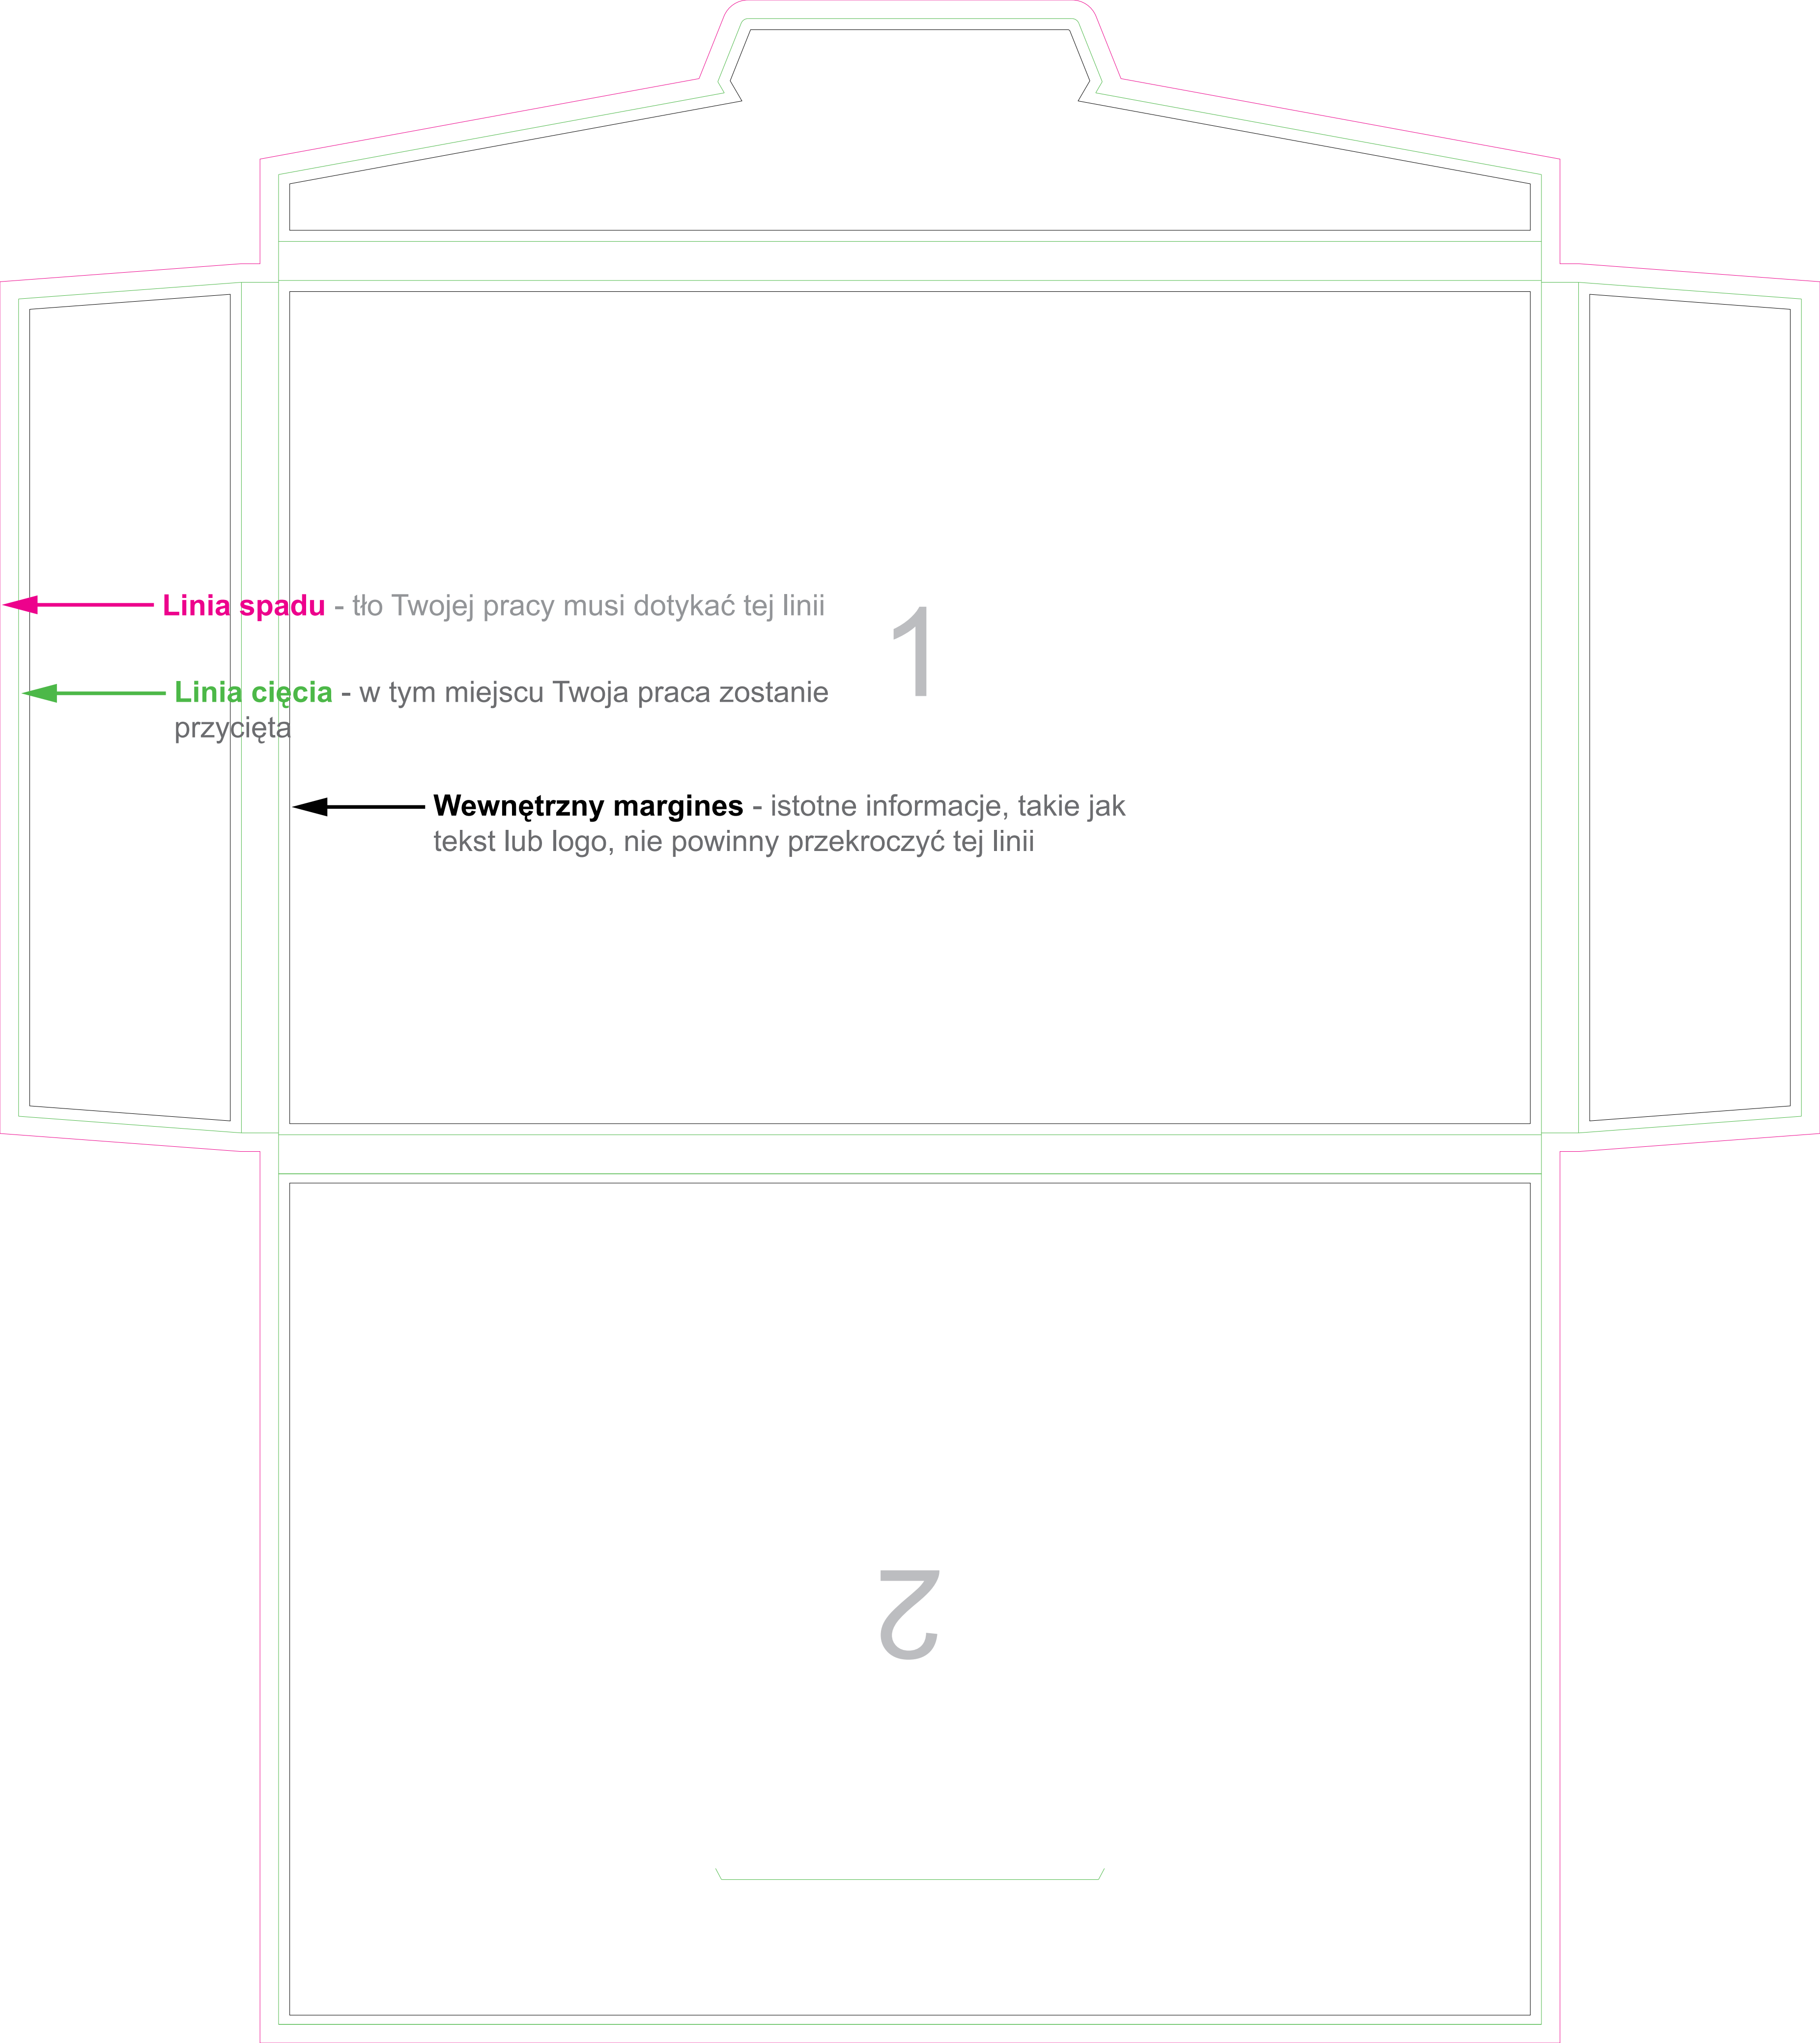 Linia spadu - tło Twojej pracy musi dotykać tej linii
1
Linia cięcia - w tym miejscu Twoja praca zostanie
przycięta
Wewnętrzny margines - istotne informacje, takie jak
tekst lub logo, nie powinny przekroczyć tej linii
2